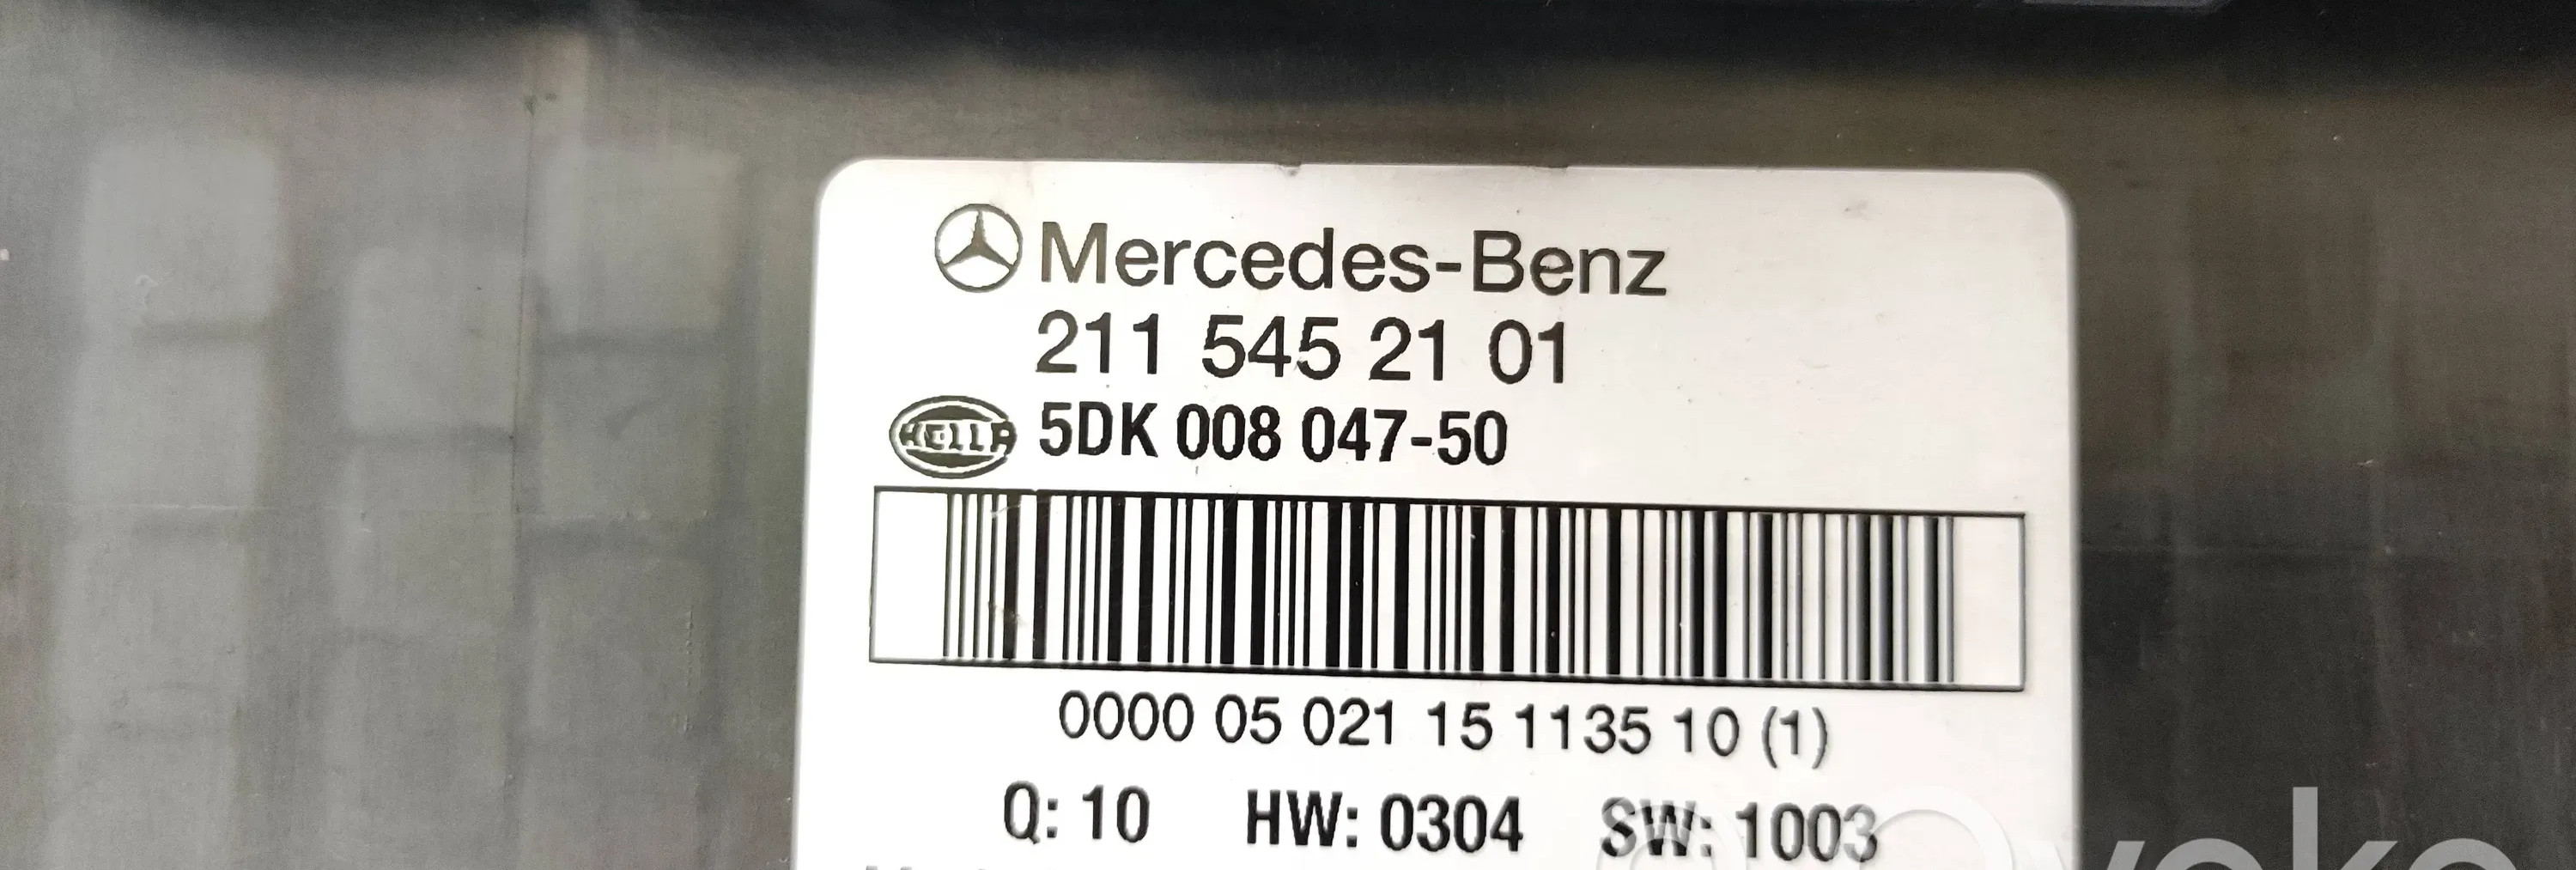 Mercedes-Benz
211 545 21 01
HELLA 5DK 008 047-50
0000 05 021 15 1135 10 (1)
Q: 10 HW: 0304 SW: 1003